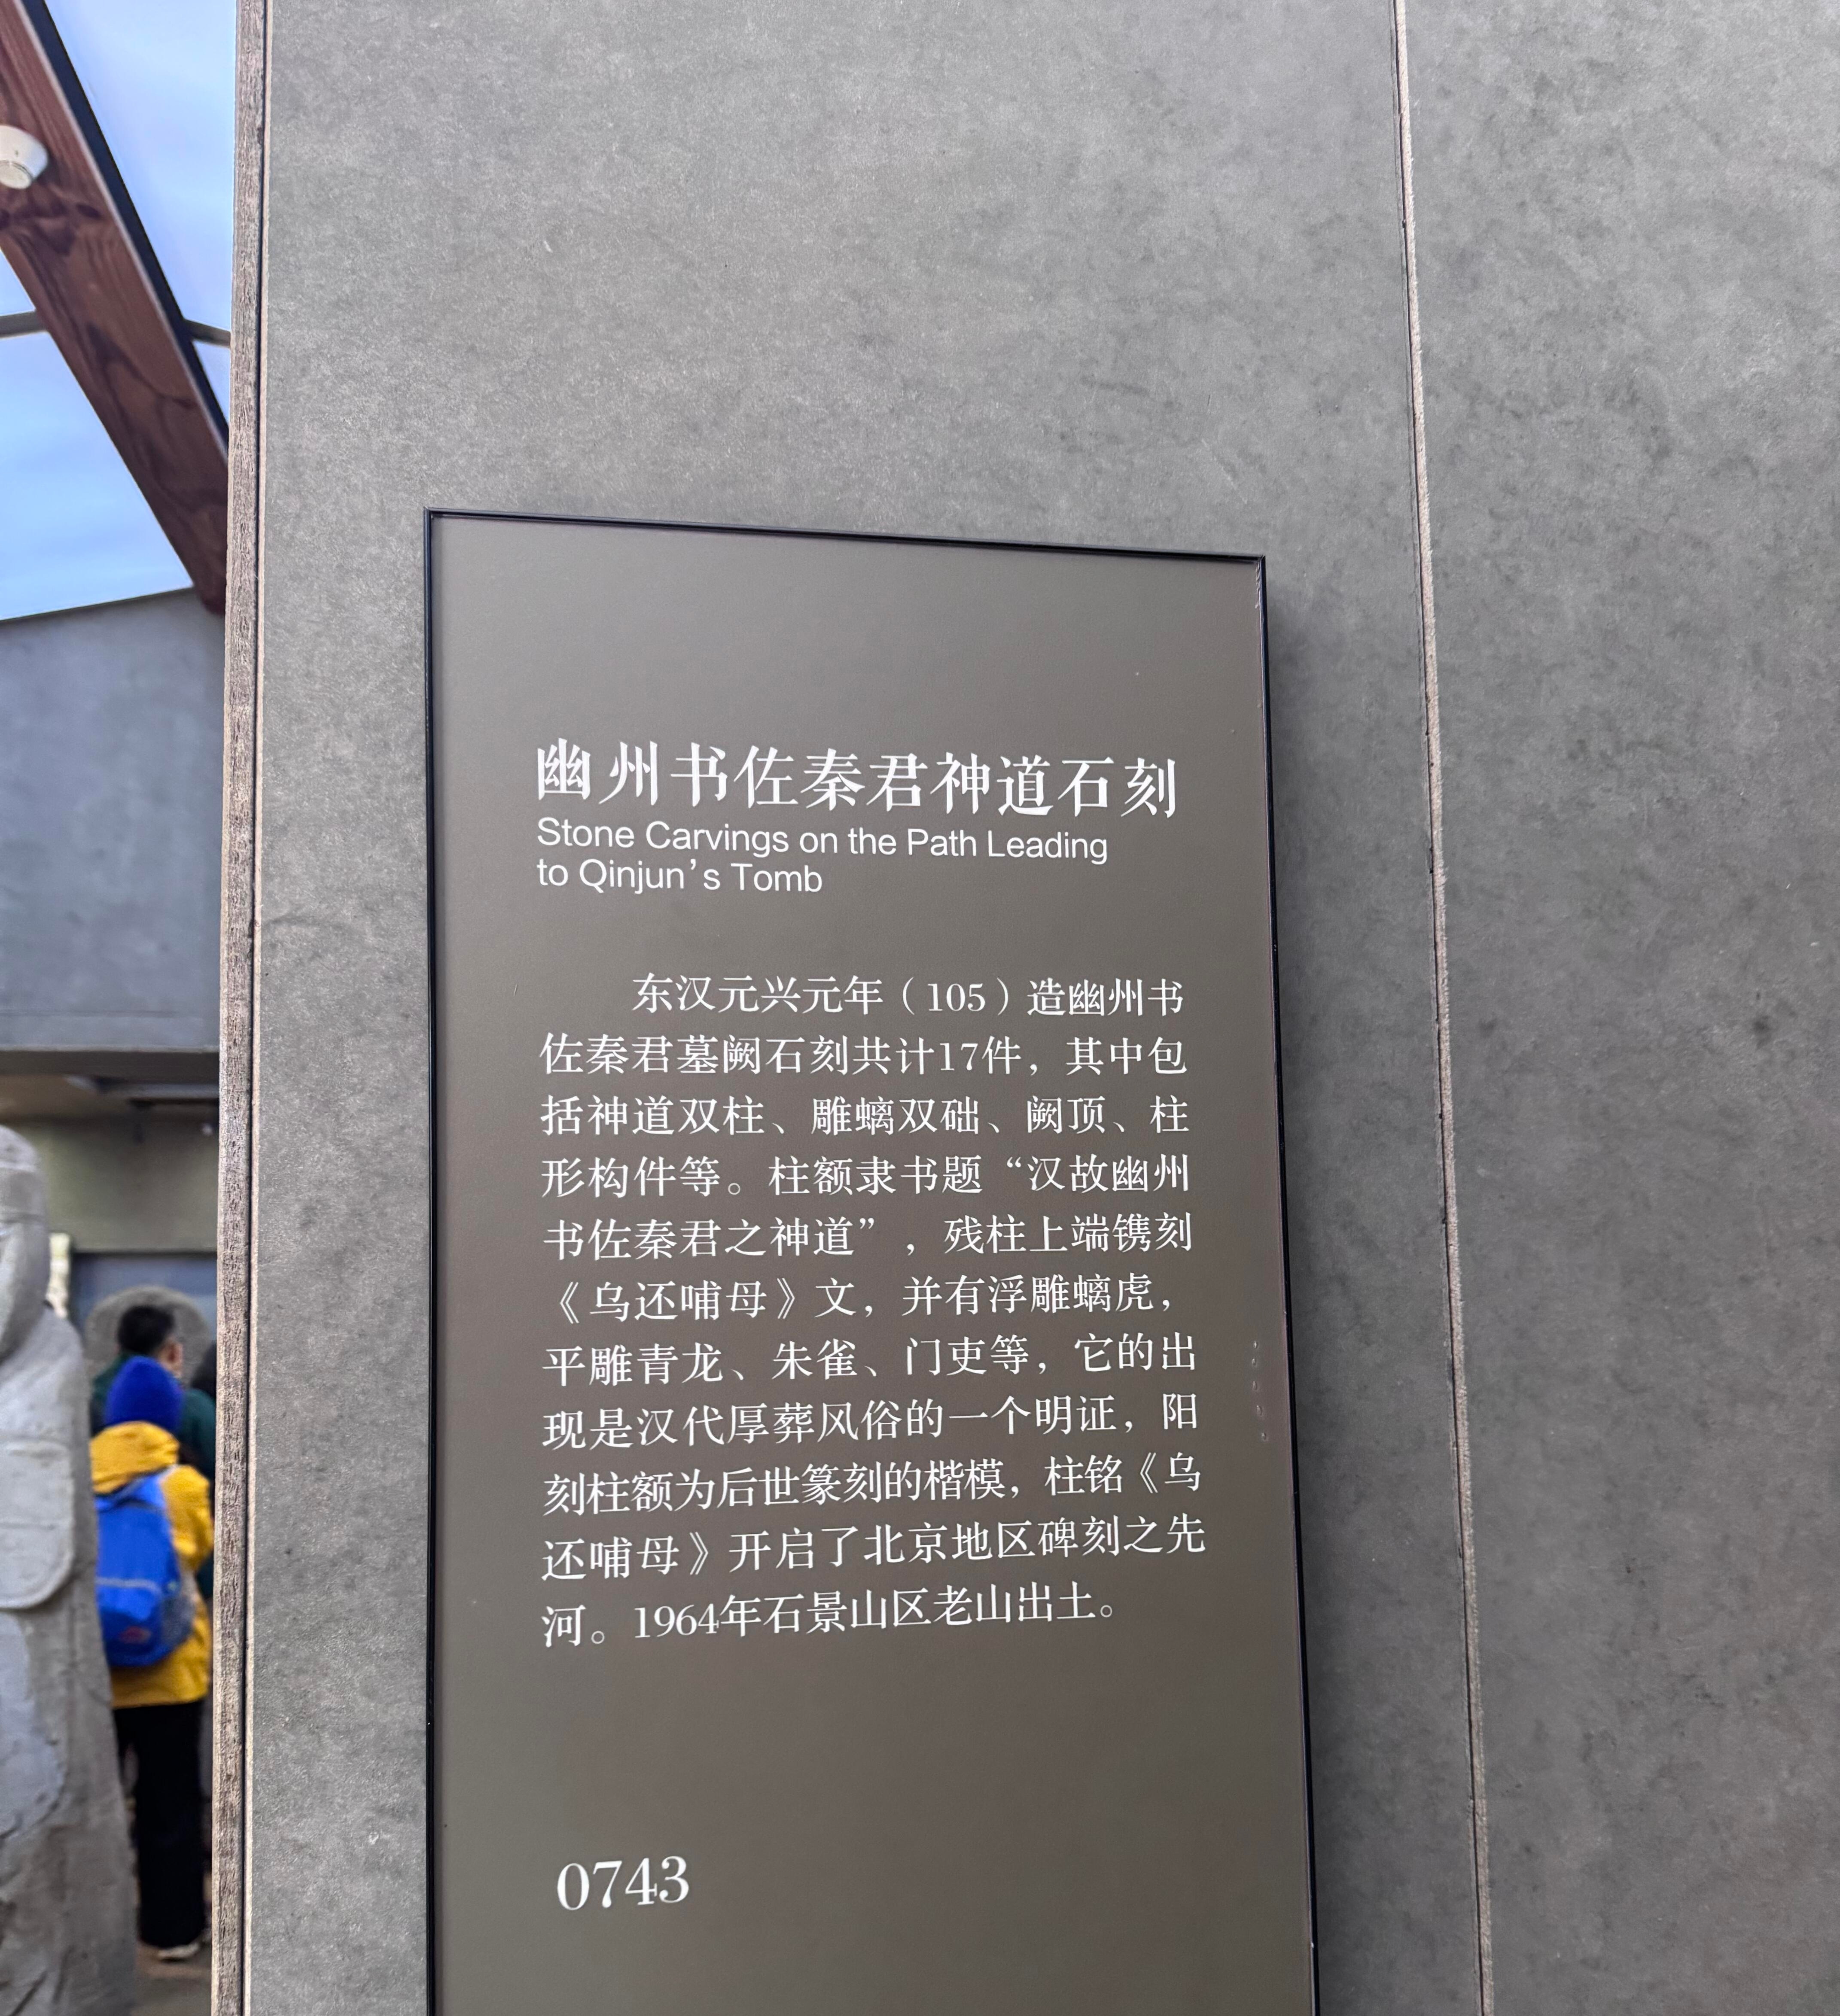 幽州书佐秦君神道石刻
Stone Carvings on the Path Leading
to Qinjun’s Tomb
东汉元兴元年（105）造幽州书
佐秦君墓阙石刻共计17件，其中包
括神道双柱、雕螭双础、阙顶、柱
形构件等。柱额隶书题“汉故幽州
书佐秦君之神道”，残柱上端镌刻
《乌还哺母》文，并有浮雕螭虎，
平雕青龙、朱雀、门吏等，它的出
现是汉代厚葬风俗的一个明证，阳
刻柱额为后世篆刻的楷模，柱铭《乌
还哺母》开启了北京地区碑刻之先
河。1964年石景山区老山出土。
0743